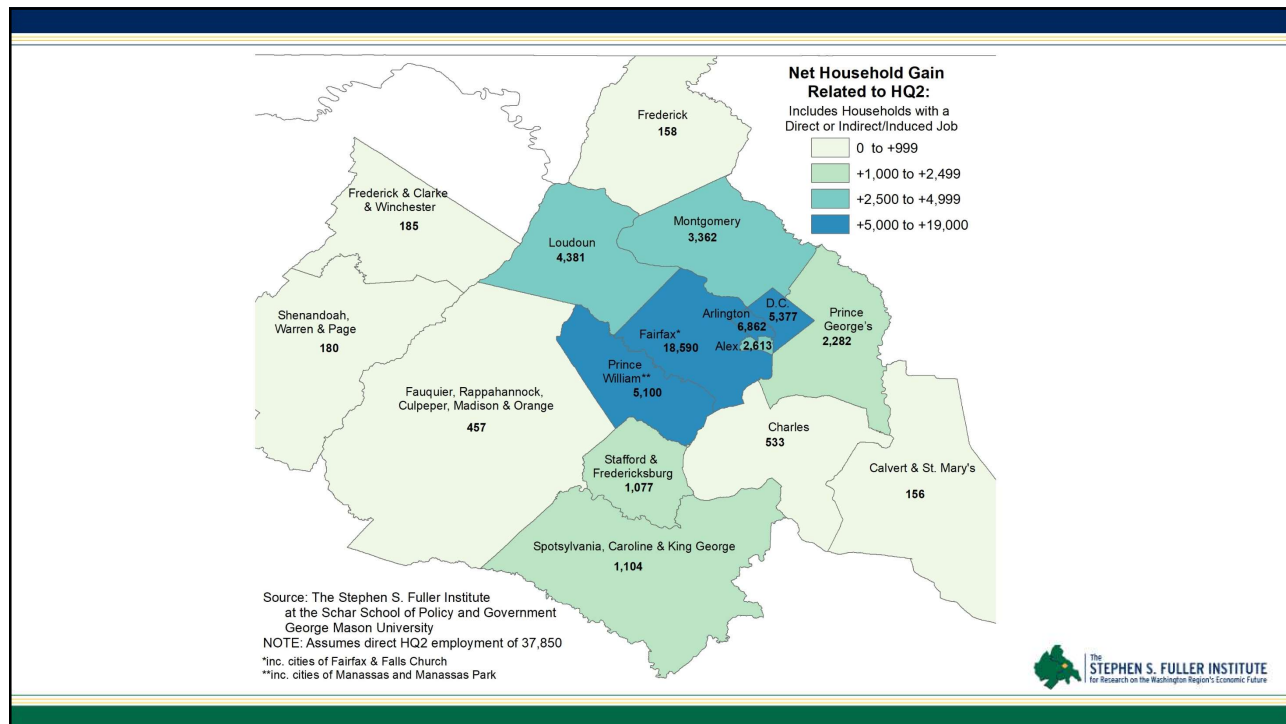 Net Household Gain
Related to HQ2:
Includes Households with a
Direct or Indirect/Induced Job
0 to +999
+1,000 to +2,499
+2,500 to +4,999
+5,000 to +19,000
Frederick
158
Frederick & Clarke
& Winchester
185
Loudoun
4,381
Montgomery
3,362
Shenandoah,
Warren & Page
180
D.C.
5,377
Arlington
6,862
Fairfax*
18,590
Alex.
2,613
Prince
George's
2,282
Prince
William**
5,100
Fauquier, Rappahannock,
Culpeper, Madison & Orange
457
Charles
533
Calvert & St. Mary's
156
Stafford &
Fredericksburg
1,077
Spotsylvania, Caroline & King George
1,104
Source: The Stephen S. Fuller Institute
at the Schar School of Policy and Government
George Mason University
NOTE: Assumes direct HQ2 employment of 37,850
*inc. cities of Fairfax & Falls Church
**inc. cities of Manassas and Manassas Park
The
STEPHEN S. FULLER INSTITUTE
for Research on the Washington Region's Economic Future